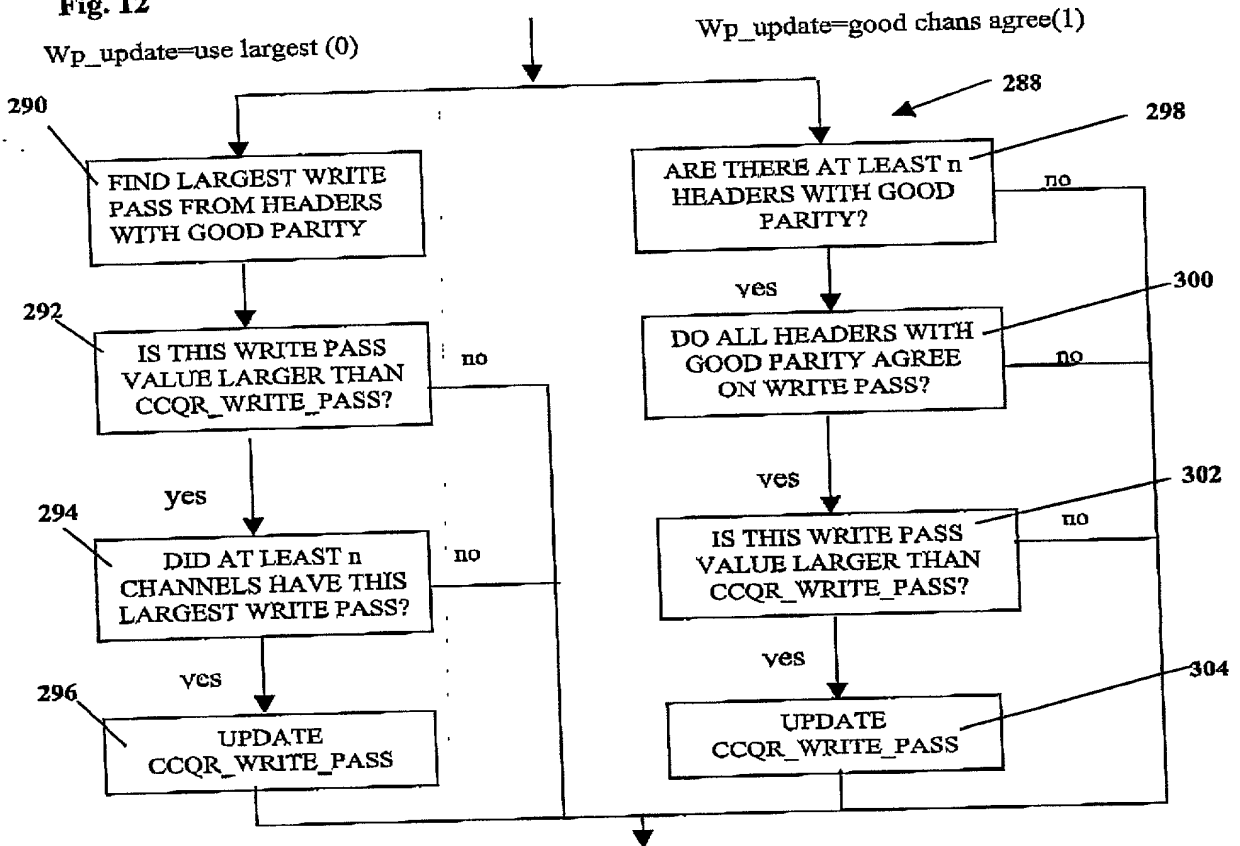 Fig. 12
Wp_update=use largest (0)
Wp_update=good chans agree(1)
288
290
FIND LARGEST WRITE
PASS FROM HEADERS
WITH GOOD PARITY
292
IS THIS WRITE PASS
VALUE LARGER THAN
CCQR_WRITE_PASS?
no
yes
294
DID AT LEAST n
CHANNELS HAVE THIS
LARGEST WRITE PASS?
no
yes
296
UPDATE
CCQR_WRITE_PASS
298
ARE THERE AT LEAST n
HEADERS WITH GOOD
PARITY?
no
yes
300
DO ALL HEADERS WITH
GOOD PARITY AGREE
ON WRITE PASS?
no
yes
302
IS THIS WRITE PASS
VALUE LARGER THAN
CCQR_WRITE_PASS?
no
yes
304
UPDATE
CCQR_WRITE_PASS